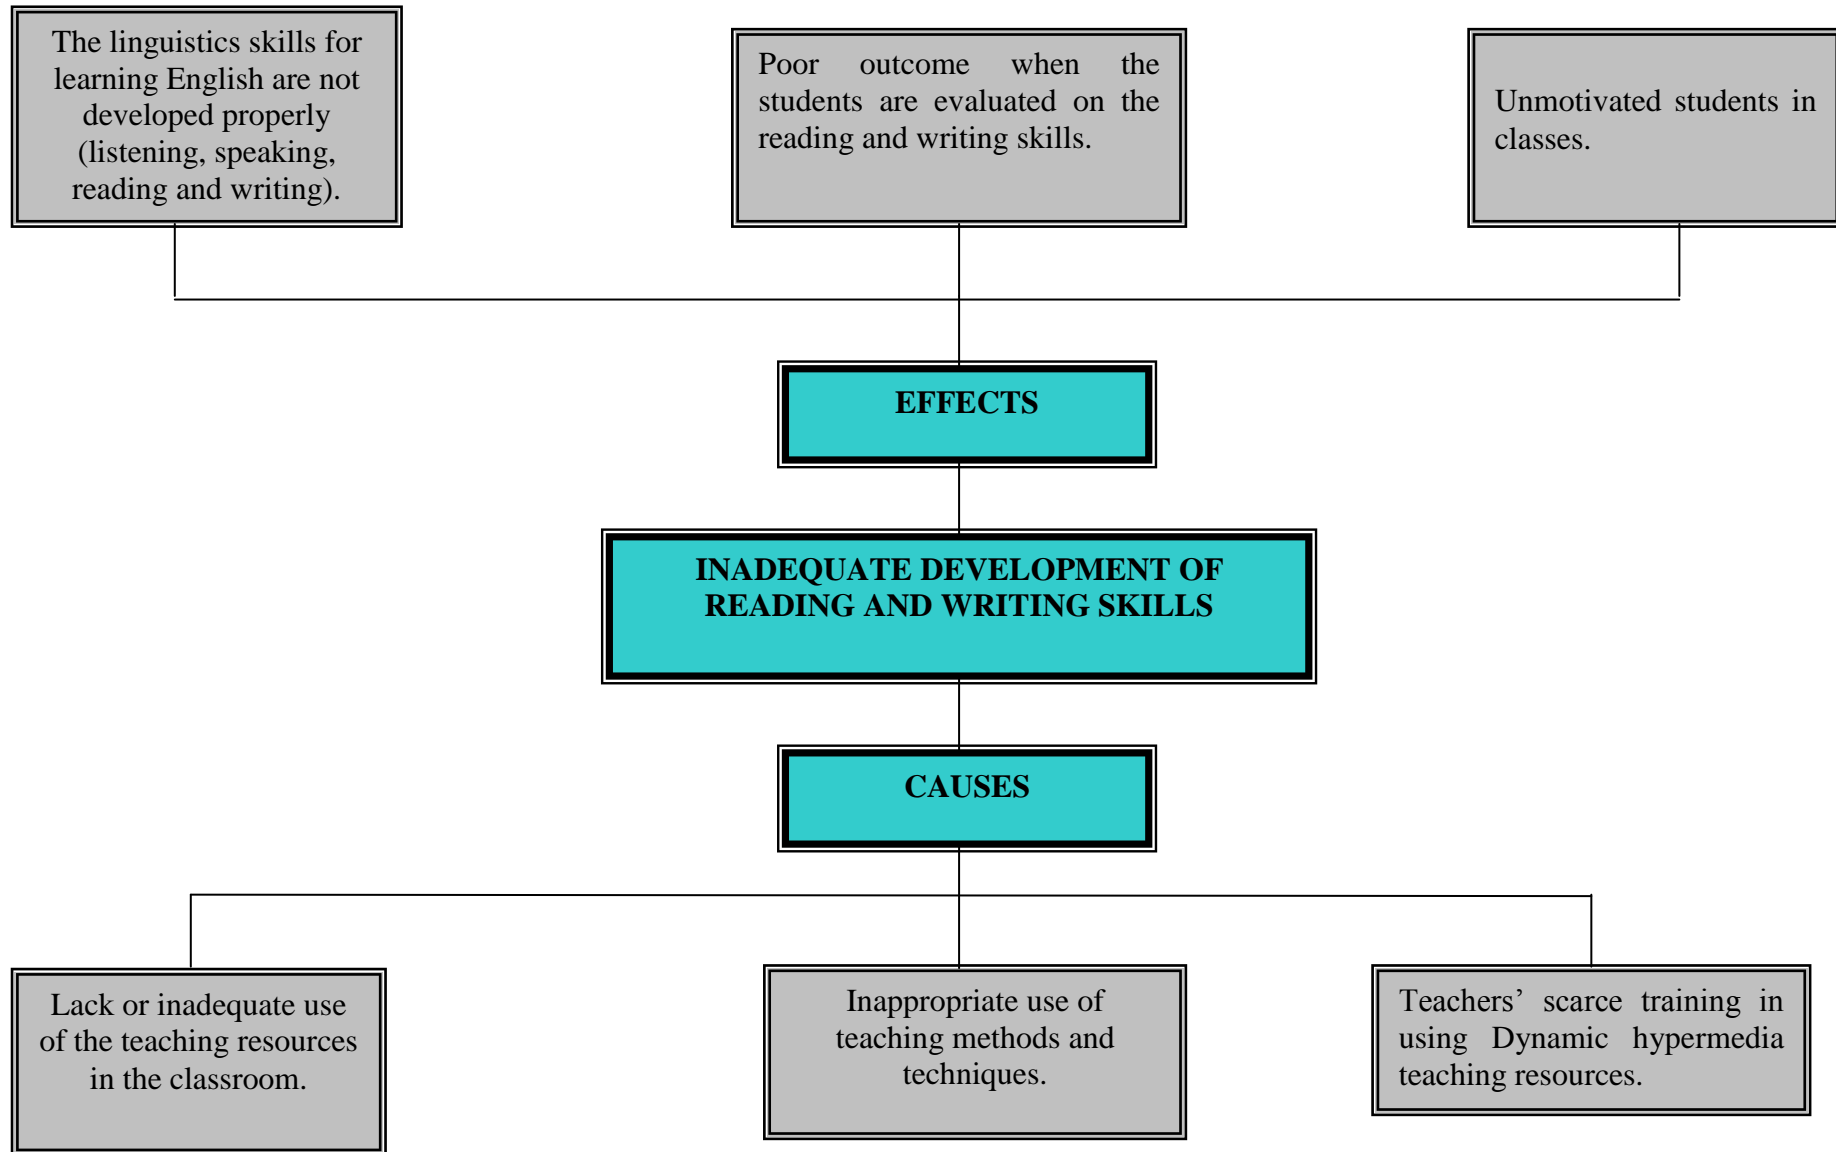 The linguistics skills for
learning English are not
developed properly
(listening, speaking,
reading and writing).
Poor outcome when the
students are evaluated on the
reading and writing skills.
Unmotivated students in
classes.
EFFECTS
INADEQUATE DEVELOPMENT OF
READING AND WRITING SKILLS
CAUSES
Lack or inadequate use
of the teaching resources
in the classroom.
Inappropriate use of
teaching methods and
techniques.
Teachers’ scarce training in
using Dynamic hypermedia
teaching resources.